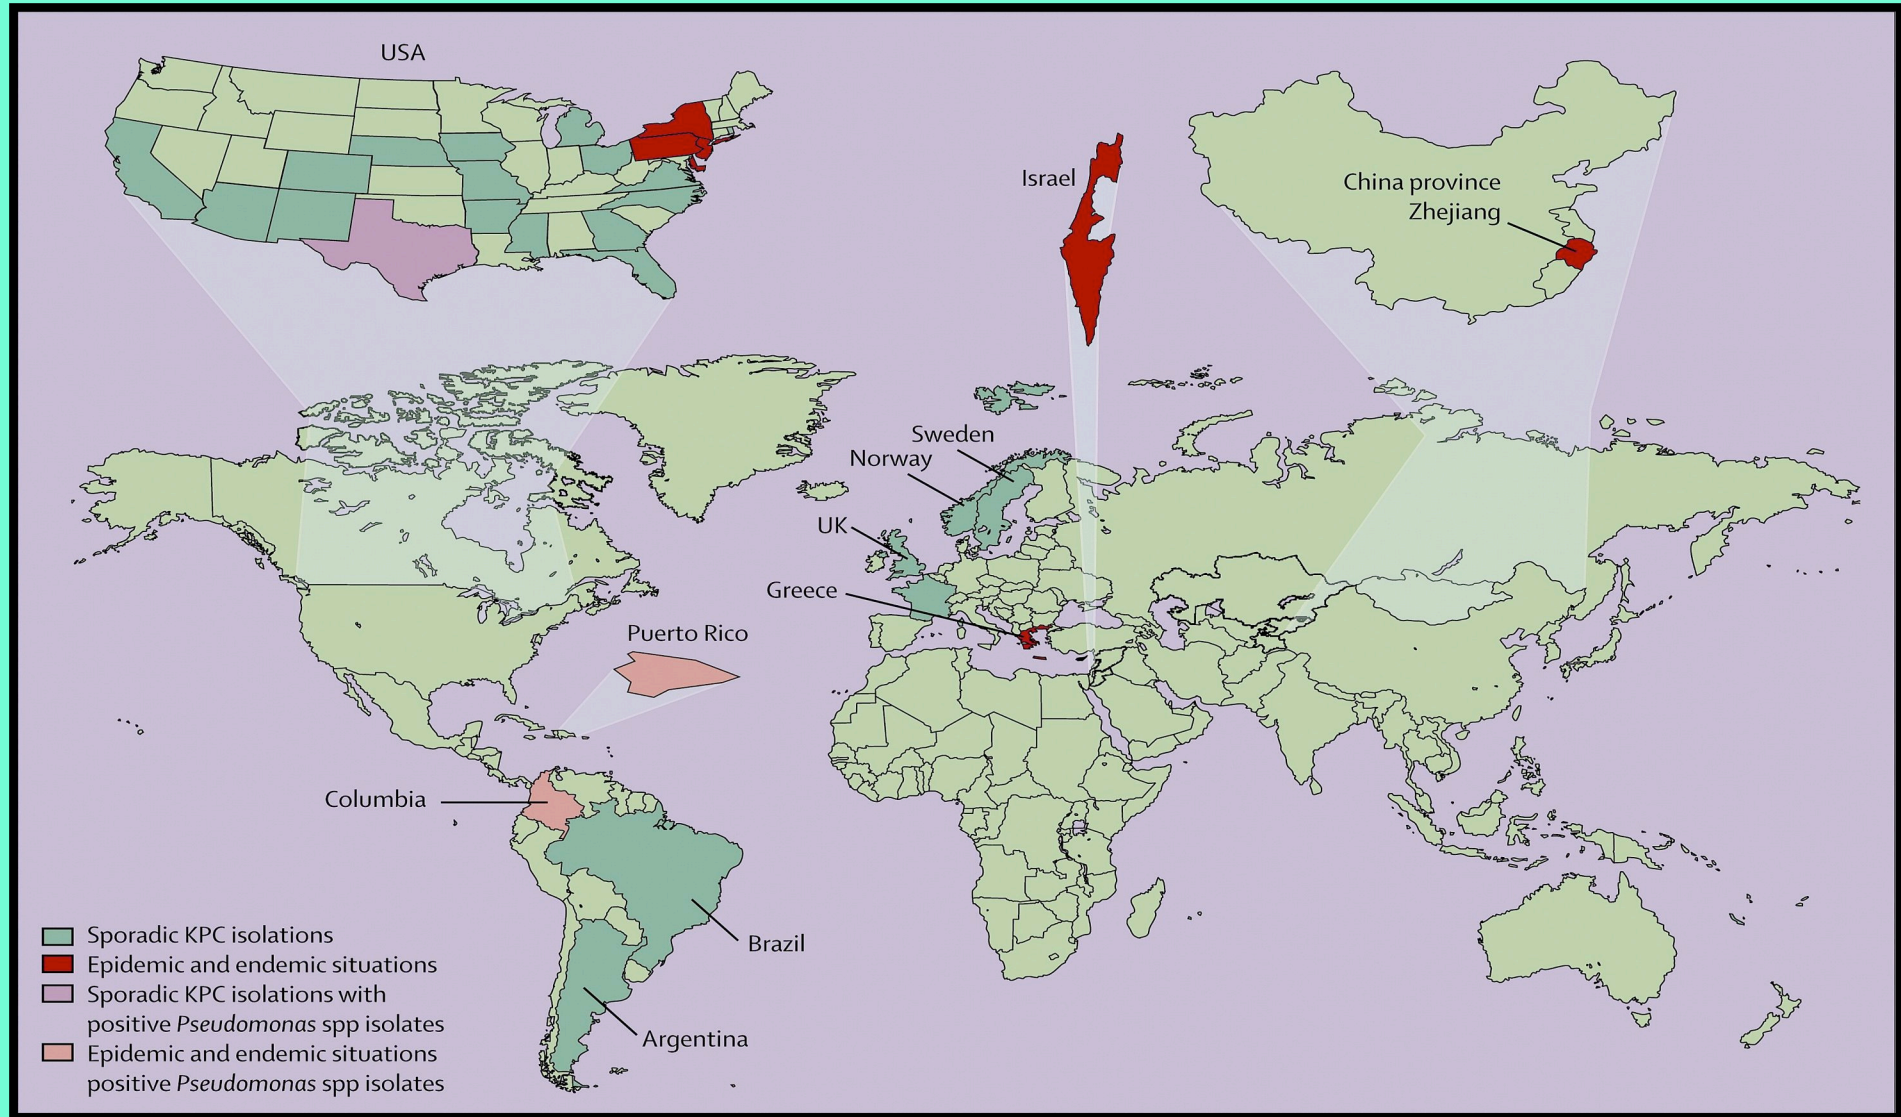 USA
Israel
China province
Zhejiang
Sweden
Norway
UK
Greece
Puerto Rico
Columbia
Brazil
Argentina
Sporadic KPC isolations
Epidemic and endemic situations
Sporadic KPC isolations with
positive Pseudomonas spp isolates
Epidemic and endemic situations
positive Pseudomonas spp isolates